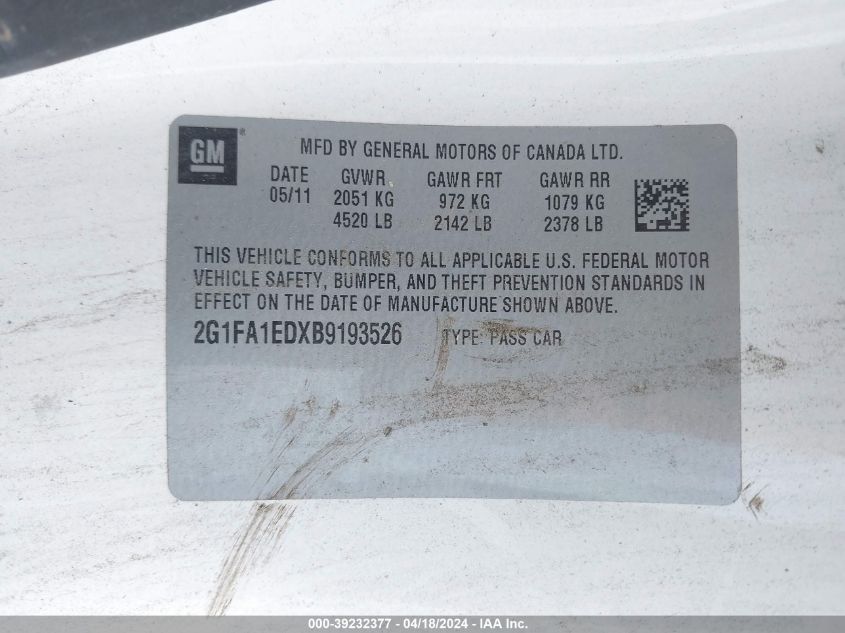 GM®
MFD BY GENERAL MOTORS OF CANADA LTD.
DATE GVWR GAWR FRT GAWR RR
05/11 2051 KG 972 KG 1079 KG
4520 LB 2142 LB 2378 LB
THIS VEHICLE CONFORMS TO ALL APPLICABLE U.S. FEDERAL MOTOR
VEHICLE SAFETY, BUMPER, AND THEFT PREVENTION STANDARDS IN
EFFECT ON THE DATE OF MANUFACTURE SHOWN ABOVE.
2G1FA1EDXB9193526 TYPE: PASS CAR
000-39232377 - 04/18/2024 - IAA Inc.